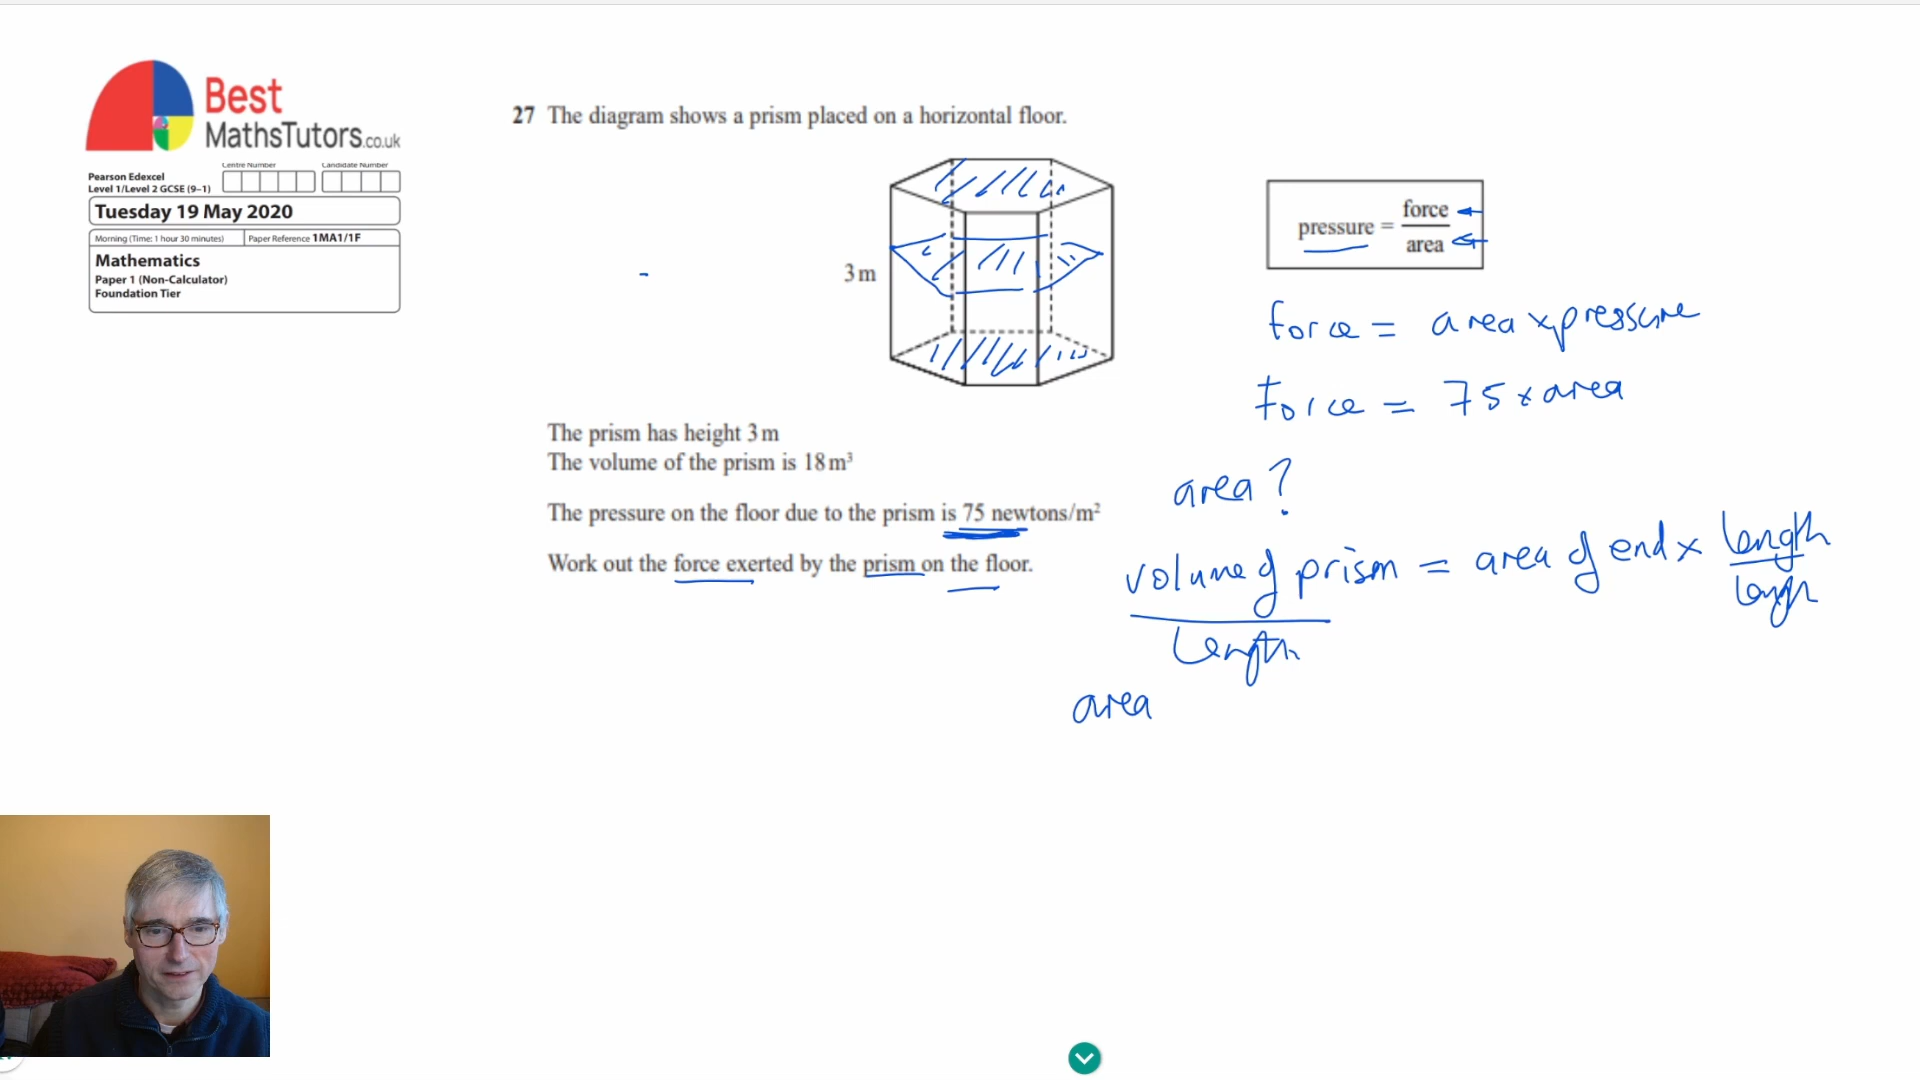 Best
MathsTutors.co.uk
Centre Number Candidate Number
Pearson Edexcel
Level 1/Level 2 GCSE (9–1)
Tuesday 19 May 2020
Morning (Time: 1 hour 30 minutes) Paper Reference 1MA1/1F
Mathematics
Paper 1 (Non-Calculator)
Foundation Tier
27 The diagram shows a prism placed on a horizontal floor.
3 m
pressure = force / area
The prism has height 3 m
The volume of the prism is 18 m³
The pressure on the floor due to the prism is 75 newtons/m²
Work out the force exerted by the prism on the floor.
force = area × pressure
force = 75 × area
area?
volume of prism = area of end × length
length
length
area